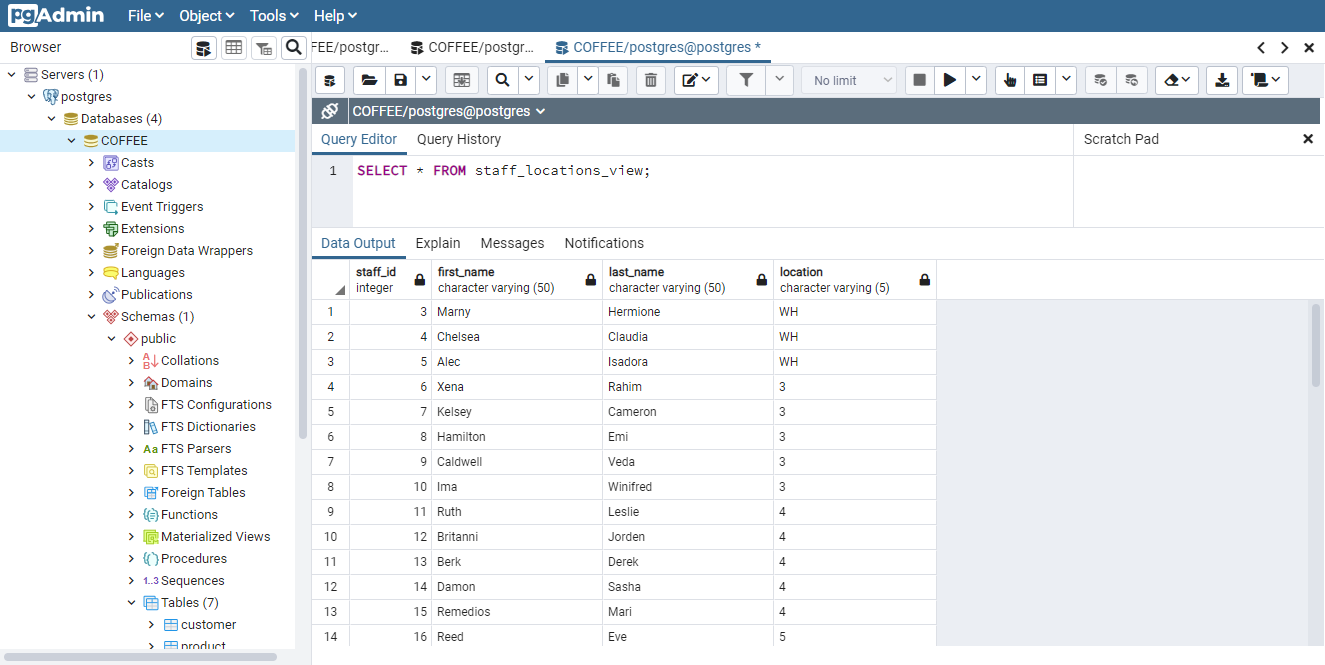 pgAdmin File Object Tools Help
Browser
FEE/postgr...
COFFEE/postgr...
COFFEE/postgres@postgres *
Servers (1)
postgres
Databases (4)
COFFEE
Casts
Catalogs
Event Triggers
Extensions
Foreign Data Wrappers
Languages
Publications
Schemas (1)
public
Collations
Domains
FTS Configurations
FTS Dictionaries
Aa FTS Parsers
FTS Templates
Foreign Tables
Functions
Materialized Views
Procedures
1..3 Sequences
Tables (7)
customer
product
No limit
COFFEE/postgres@postgres
Query Editor Query History
Scratch Pad
1 SELECT * FROM staff_locations_view;
Data Output Explain Messages Notifications
staff_id first_name last_name location
integer character varying (50) character varying (50) character varying (5)
1 3 Marny Hermione WH
2 4 Chelsea Claudia WH
3 5 Alec Isadora WH
4 6 Xena Rahim 3
5 7 Kelsey Cameron 3
6 8 Hamilton Emi 3
7 9 Caldwell Veda 3
8 10 Ima Winifred 3
9 11 Ruth Leslie 4
10 12 Britanni Jorden 4
11 13 Berk Derek 4
12 14 Damon Sasha 4
13 15 Remedios Mari 4
14 16 Reed Eve 5